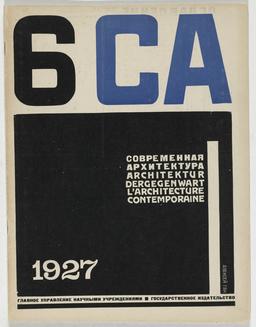 6 СА
СОВРЕМЕННАЯ
АРХИТЕКТУРА
ARCHITEKTUR
DERGEGENWART
L'ARCHITECTURE
CONTEMPORAINE
1927
ГЛАВНОЕ УПРАВЛЕНИЕ НАУЧНЫМИ УЧРЕЖДЕНИЯМИ ■ ГОСУДАРСТВЕННОЕ ИЗДАТЕЛЬСТВО